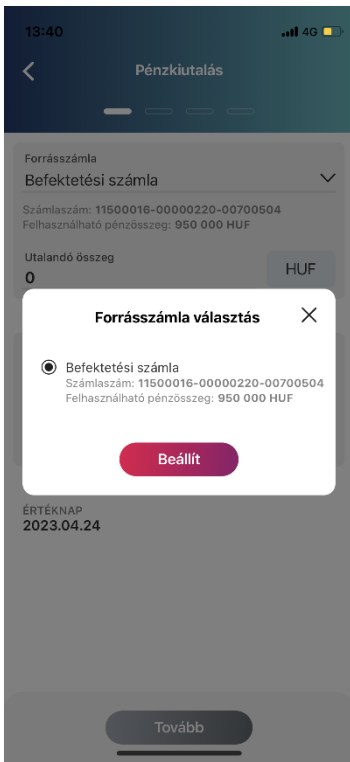 13:40
4G
Pénzkiutalás
Forrásszámla
Befektetési számla
Számlaszám: 11500016-00000220-00700504
Felhasználható pénzösszeg: 950 000 HUF
Utalandó összeg
0
HUF
Forrásszámla választás
Befektetési számla
Számlaszám: 11500016-00000220-00700504
Felhasználható pénzösszeg: 950 000 HUF
Beállít
ÉRTÉKNAP
2023.04.24
Tovább